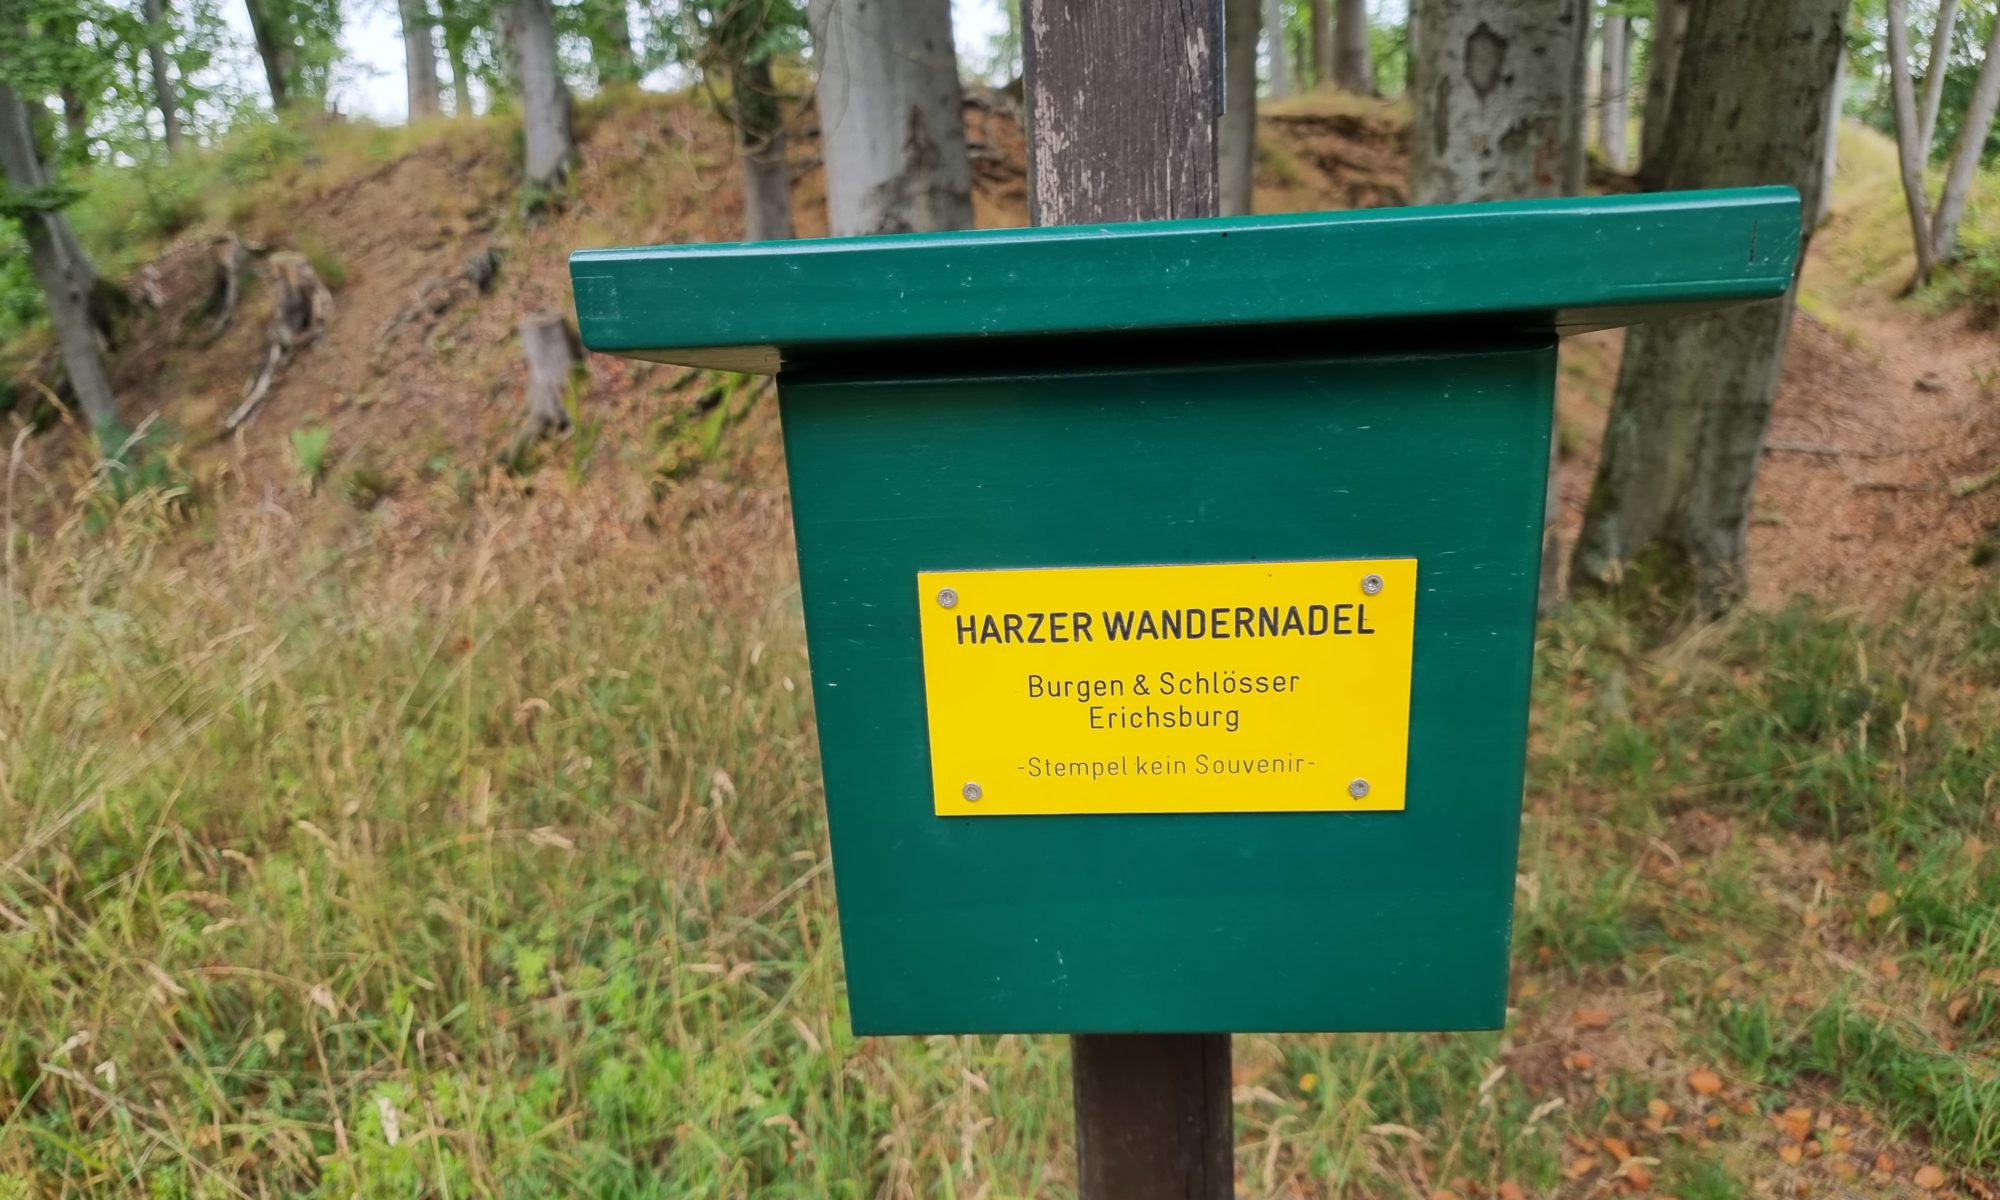 HARZER WANDERNADEL
Burgen & Schlösser
Erichsburg
-Stempel kein Souvenir-